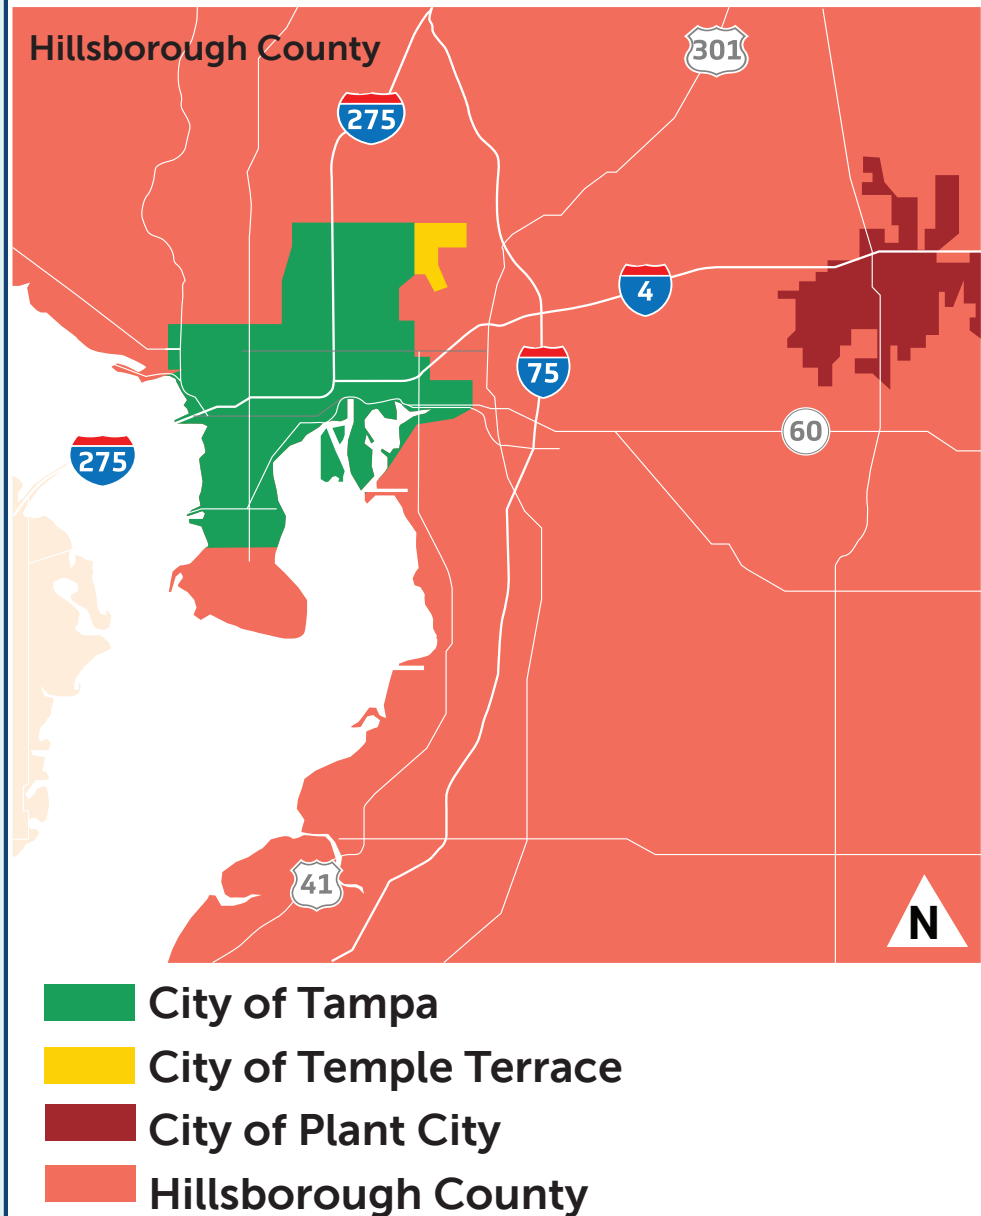 Hillsborough County
301
275
4
75
60
275
41
N
City of Tampa
City of Temple Terrace
City of Plant City
Hillsborough County